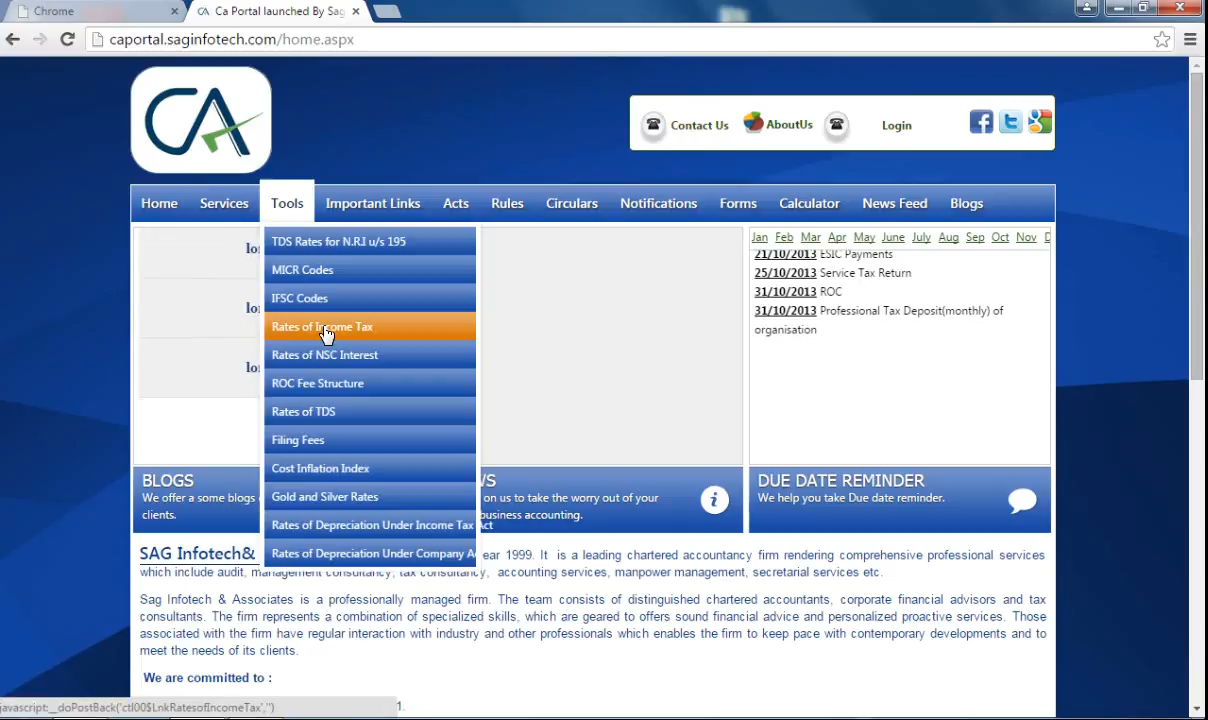 Chrome
Ca Portal launched By Sag
caportal.saginfotech.com/home.aspx
CA
Contact Us
AboutUs
Login
Home
Services
Tools
Important Links
Acts
Rules
Circulars
Notifications
Forms
Calculator
News Feed
Blogs
TDS Rates for N.R.I u/s 195
MICR Codes
IFSC Codes
Rates of Income Tax
Rates of NSC Interest
ROC Fee Structure
Rates of TDS
Filing Fees
Cost Inflation Index
Gold and Silver Rates
Rates of Depreciation Under Income Tax Act
Rates of Depreciation Under Company A
Jan Feb Mar Apr May June July Aug Sep Oct Nov D
21/10/2013 ESIC Payments
25/10/2013 Service Tax Return
31/10/2013 ROC
31/10/2013 Professional Tax Deposit(monthly) of
organisation
BLOGS
We offer a some blogs
clients.
on us to take the worry out of your
business accounting.
DUE DATE REMINDER
We help you take Due date reminder.
SAG Infotech&
ear 1999. It is a leading chartered accountancy firm rendering comprehensive professional services
which include audit, management consultancy, tax consultancy, accounting services, manpower management, secretarial services etc.
Sag Infotech & Associates is a professionally managed firm. The team consists of distinguished chartered accountants, corporate financial advisors and tax
consultants. The firm represents a combination of specialized skills, which are geared to offers sound financial advice and personalized proactive services. Those
associated with the firm have regular interaction with industry and other professionals which enables the firm to keep pace with contemporary developments and to
meet the needs of its clients.
We are committed to :
javascript:__doPostBack('ctl00$LnkRatesofIncomeTax','')
1.